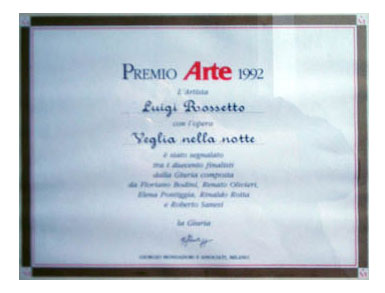 PREMIO Arte 1992
L'Artista
Luigi Rossetto
con l'opera
Veglia nella notte
è stato segnalato
tra i duecento finalisti
dalla Giuria composta
da Floriano Bodini, Renato Olivieri,
Elena Pontiggia, Rinaldo Rotta
e Roberto Sanesi
la Giuria
GIORGIO MONDADORI E ASSOCIATI, MILANO